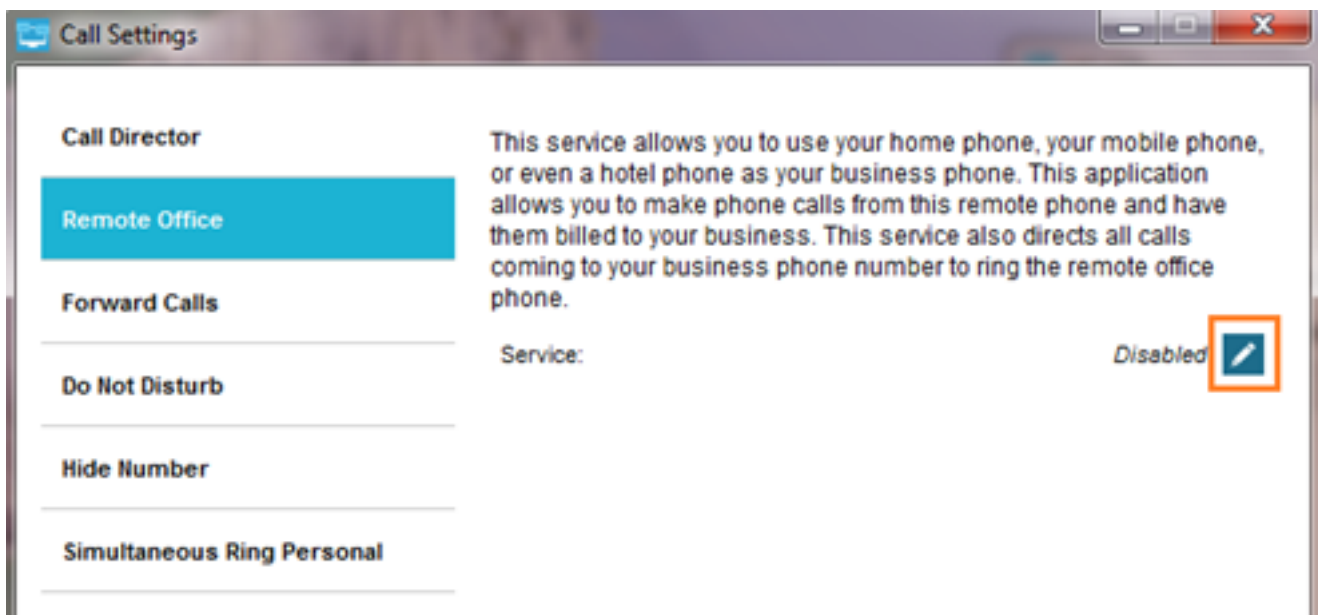 Call Settings
Call Director
Remote Office
Forward Calls
Do Not Disturb
Hide Number
Simultaneous Ring Personal
This service allows you to use your home phone, your mobile phone,
or even a hotel phone as your business phone. This application
allows you to make phone calls from this remote phone and have
them billed to your business. This service also directs all calls
coming to your business phone number to ring the remote office
phone.
Service: Disabled